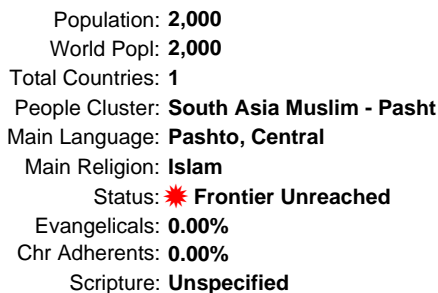 Population: 2,000
World Popl: 2,000
Total Countries: 1
People Cluster: South Asia Muslim - Pasht
Main Language: Pashto, Central
Main Religion: Islam
Status: Frontier Unreached
Evangelicals: 0.00%
Chr Adherents: 0.00%
Scripture: Unspecified